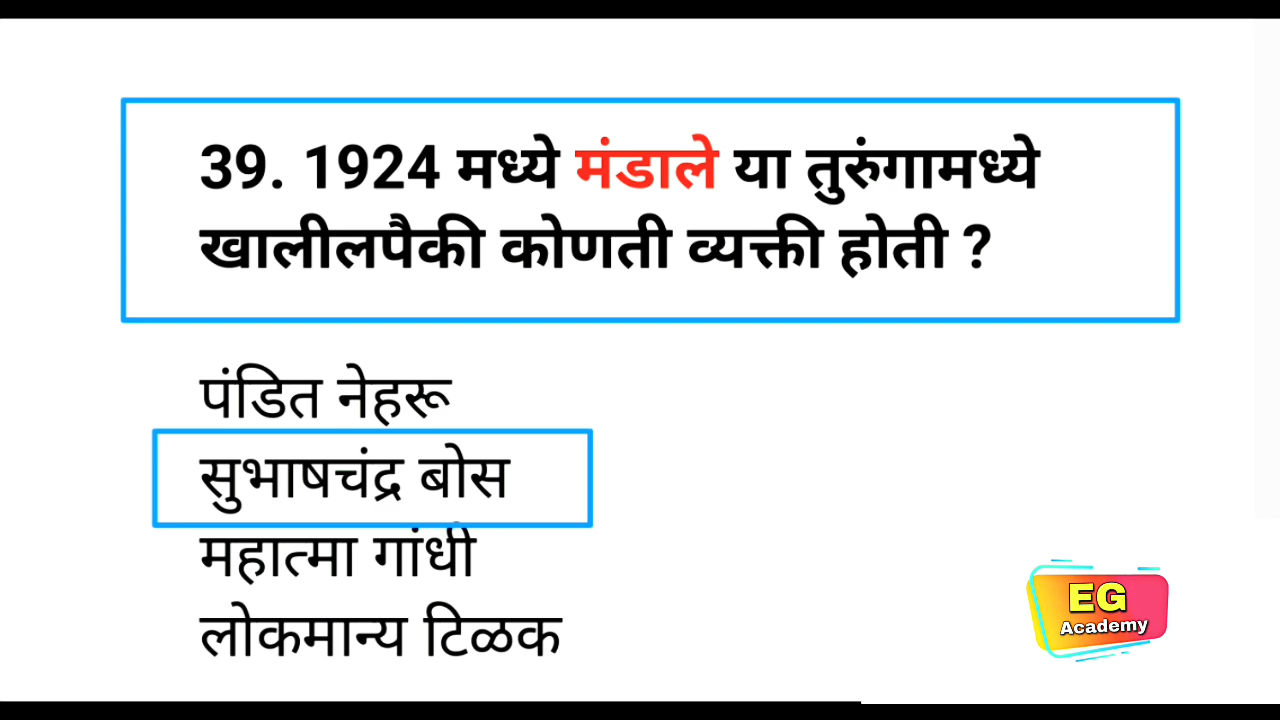 39. 1924 मध्ये मंडाले या तुरुंगामध्ये
खालीलपैकी कोणती व्यक्ती होती ?
पंडित नेहरू
सुभाषचंद्र बोस
महात्मा गांधी
लोकमान्य टिळक
EG
Academy